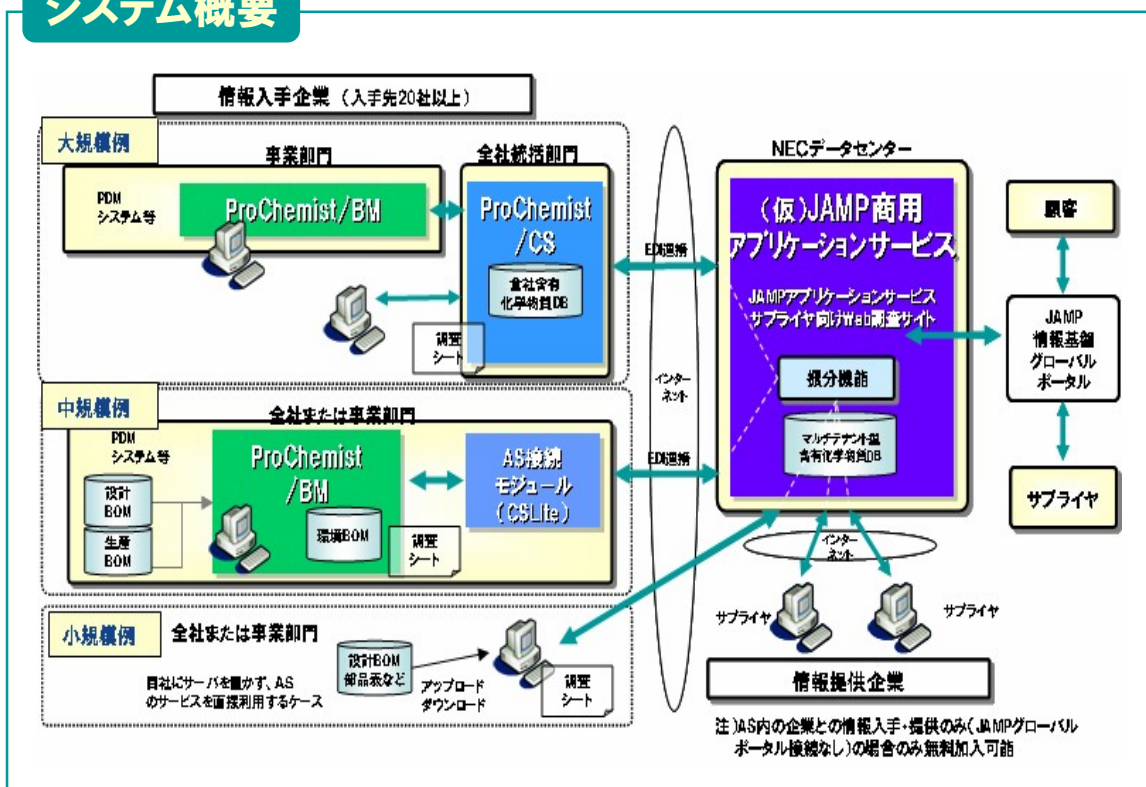 システム概要
情報入手企業（入手先20社以上）
大規模例
事業部門
全社統括部門
PDM
システム等
ProChemist/BM
ProChemist
/CS
全社含有
化学物質DB
調査
シート
中規模例
全社または事業部門
PDM
システム等
設計
BOM
生産
BOM
ProChemist
/BM
環境BOM
調査
シート
AS接続
モジュール
（CSLite）
小規模例
全社または事業部門
自社にサーバを置かず、AS
のサービスを直接利用するケース
設計BOM
部品表など
アップロード
ダウンロード
調査
シート
EDI連携
インター
ネット
EDI連携
NECデータセンター
（仮）JAMP商用
アプリケーションサービス
JAMPアプリケーションサービス
サプライヤ向けWeb調査サイト
振分機能
マルチテナント型
含有化学物質DB
インター
ネット
サプライヤ
サプライヤ
情報提供企業
注）AS内の企業との情報入手・提供のみ（JAMPグローバル
ポータル接続なし）の場合のみ無料加入可能
顧客
JAMP
情報基盤
グローバル
ポータル
サプライヤ